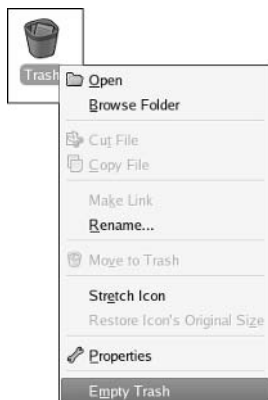 Trash
Open
Browse Folder
Cut File
Copy File
Make Link
Rename...
Move to Trash
Stretch Icon
Restore Icon's Original Size
Properties
Empty Trash